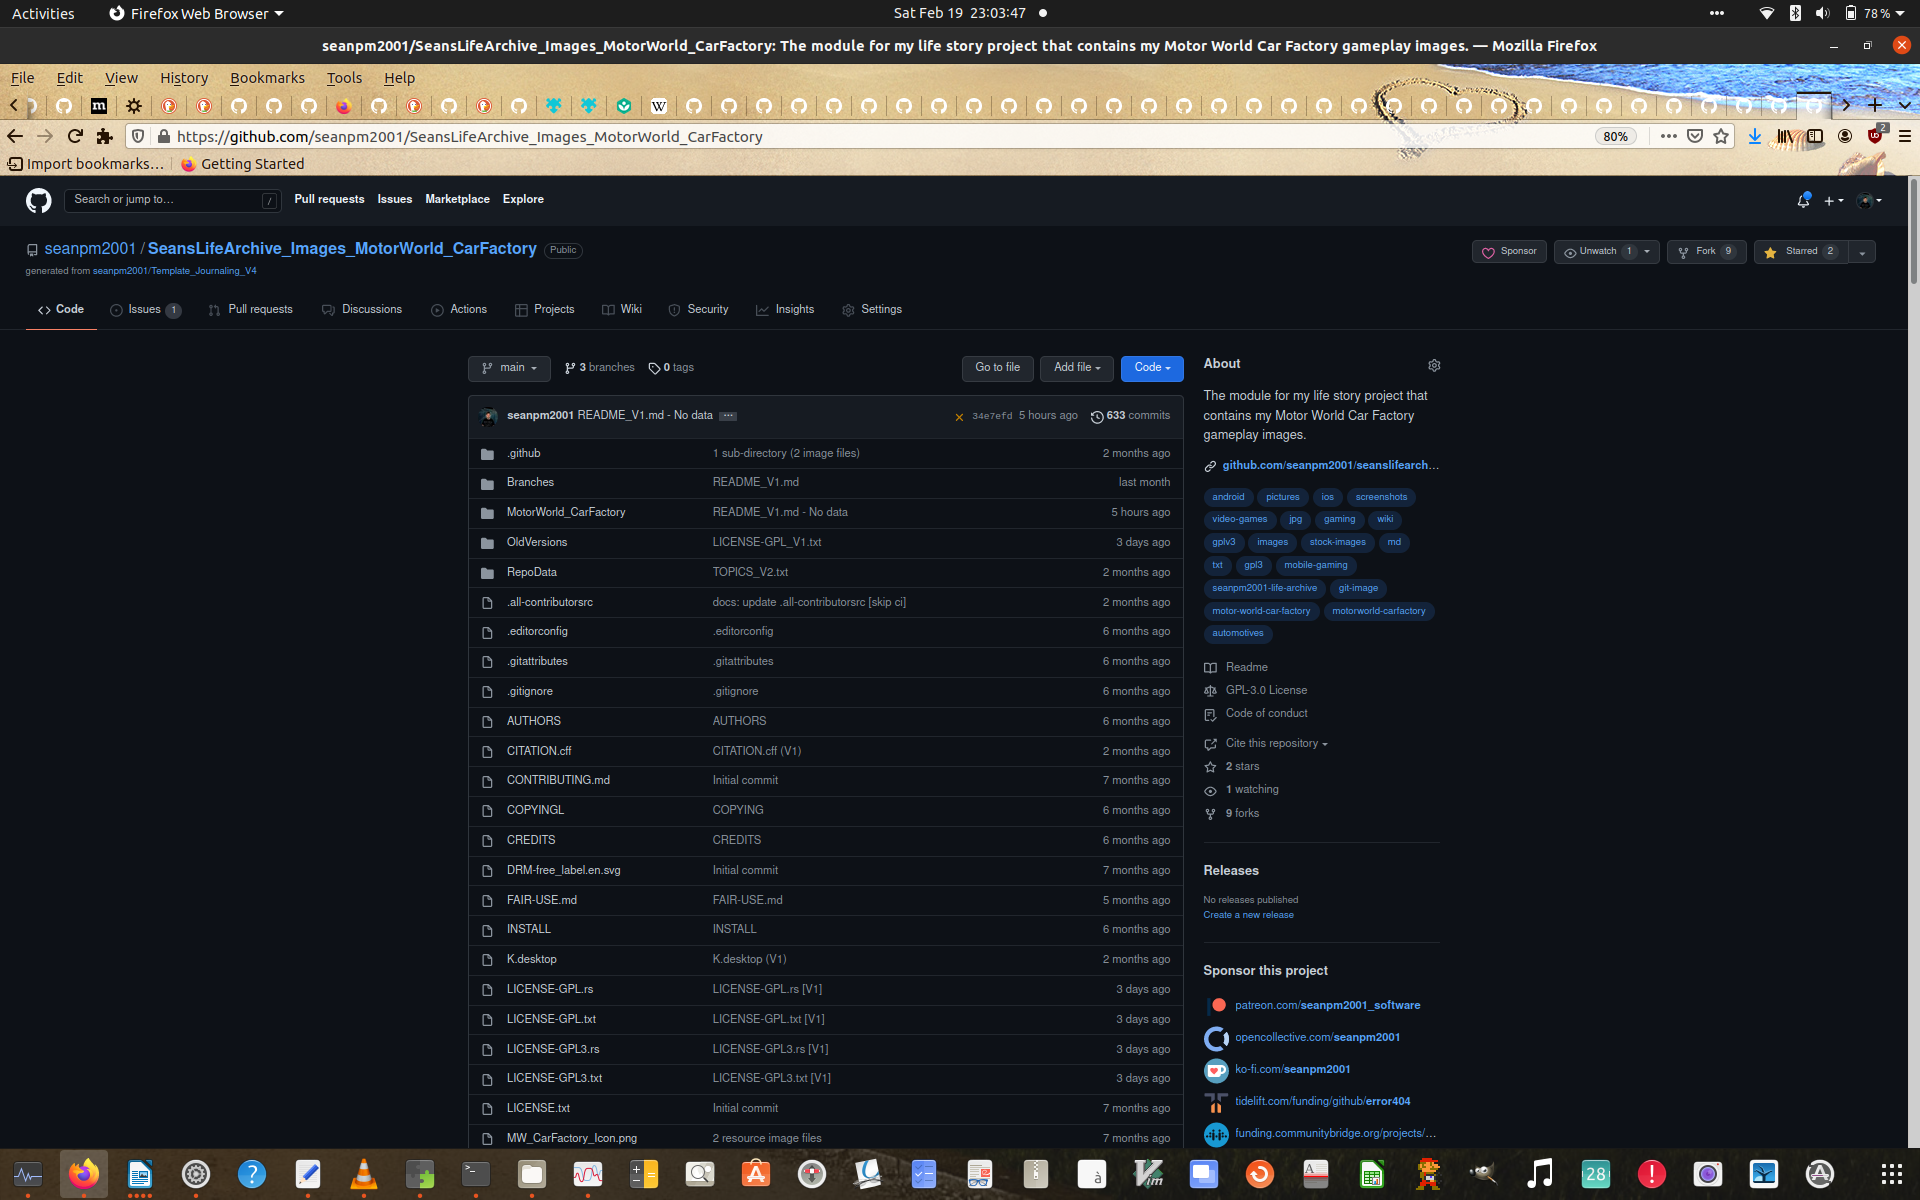 Activities
Firefox Web Browser
Sat Feb 19 23:03:47
78 %
seanpm2001/SeansLifeArchive_Images_MotorWorld_CarFactory: The module for my life story project that contains my Motor World Car Factory gameplay images. — Mozilla Firefox
File Edit View History Bookmarks Tools Help
https://github.com/seanpm2001/SeansLifeArchive_Images_MotorWorld_CarFactory
80%
2
Import bookmarks…
Getting Started
Search or jump to…
/
Pull requests Issues Marketplace Explore
seanpm2001 / SeansLifeArchive_Images_MotorWorld_CarFactory Public
generated from seanpm2001/Template_Journaling_V4
Sponsor
Unwatch 1
Fork 9
Starred 2
Code
Issues 1
Pull requests
Discussions
Actions
Projects
Wiki
Security
Insights
Settings
main
3 branches
0 tags
Go to file
Add file
Code
seanpm2001 README_V1.md - No data
34e7efd 5 hours ago
633 commits
.github 1 sub-directory (2 image files) 2 months ago
Branches README_V1.md last month
MotorWorld_CarFactory README_V1.md - No data 5 hours ago
OldVersions LICENSE-GPL_V1.txt 3 days ago
RepoData TOPICS_V2.txt 2 months ago
.all-contributorsrc docs: update .all-contributorsrc [skip ci] 2 months ago
.editorconfig .editorconfig 6 months ago
.gitattributes .gitattributes 6 months ago
.gitignore .gitignore 6 months ago
AUTHORS AUTHORS 6 months ago
CITATION.cff CITATION.cff (V1) 2 months ago
CONTRIBUTING.md Initial commit 7 months ago
COPYINGL COPYING 6 months ago
CREDITS CREDITS 6 months ago
DRM-free_label.en.svg Initial commit 7 months ago
FAIR-USE.md FAIR-USE.md 5 months ago
INSTALL INSTALL 6 months ago
K.desktop K.desktop (V1) 2 months ago
LICENSE-GPL.rs LICENSE-GPL.rs [V1] 3 days ago
LICENSE-GPL.txt LICENSE-GPL.txt [V1] 3 days ago
LICENSE-GPL3.rs LICENSE-GPL3.rs [V1] 3 days ago
LICENSE-GPL3.txt LICENSE-GPL3.txt [V1] 3 days ago
LICENSE.txt Initial commit 7 months ago
MW_CarFactory_Icon.png 2 resource image files 7 months ago
About
The module for my life story project that
contains my Motor World Car Factory
gameplay images.
github.com/seanpm2001/seanslifearch…
android pictures ios screenshots
video-games jpg gaming wiki
gplv3 images stock-images md
txt gpl3 mobile-gaming
seanpm2001-life-archive git-image
motor-world-car-factory motorworld-carfactory
automotives
Readme
GPL-3.0 License
Code of conduct
Cite this repository
2 stars
1 watching
9 forks
Releases
No releases published
Create a new release
Sponsor this project
patreon.com/seanpm2001_software
opencollective.com/seanpm2001
ko-fi.com/seanpm2001
tidelift.com/funding/github/error404
funding.communitybridge.org/projects/…
28